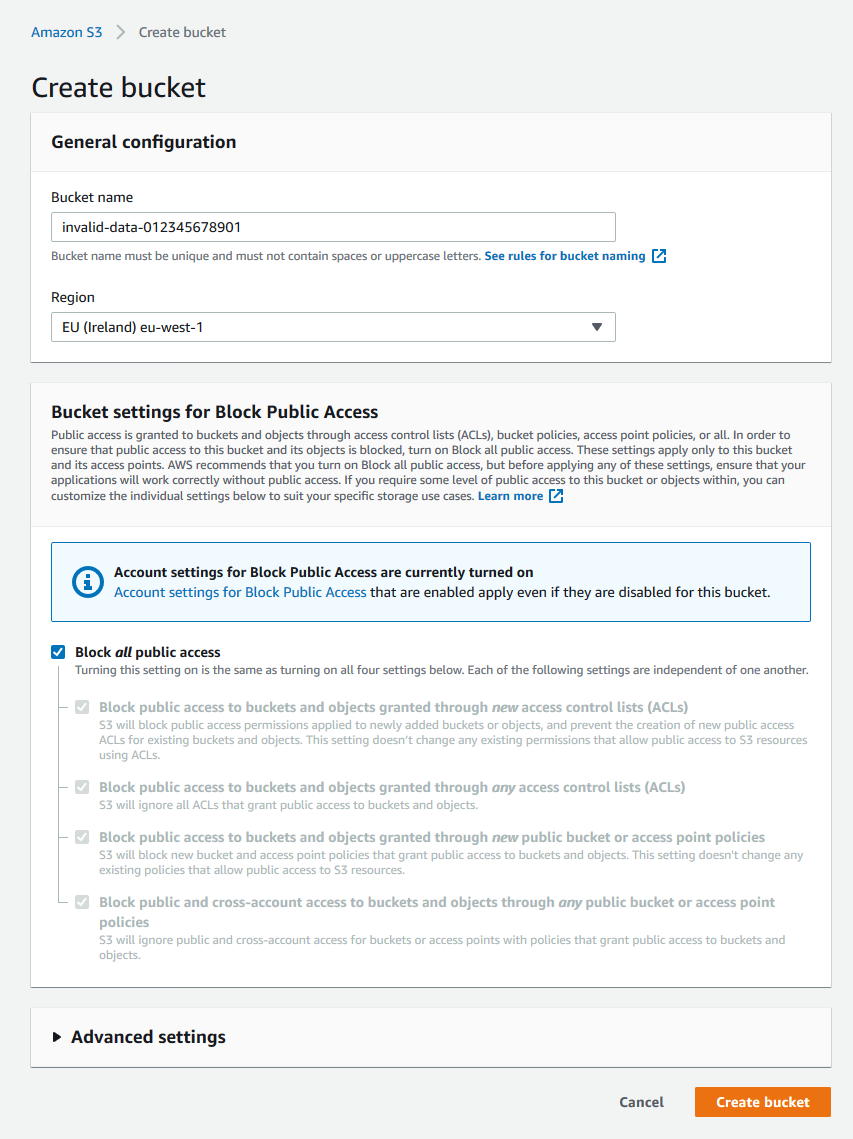 Amazon S3 > Create bucket
Create bucket
General configuration
Bucket name
invalid-data-012345678901
Bucket name must be unique and must not contain spaces or uppercase letters. See rules for bucket naming
Region
EU (Ireland) eu-west-1
Bucket settings for Block Public Access
Public access is granted to buckets and objects through access control lists (ACLs), bucket policies, access point policies, or all. In order to
ensure that public access to this bucket and its objects is blocked, turn on Block all public access. These settings apply only to this bucket
and its access points. AWS recommends that you turn on Block all public access, but before applying any of these settings, ensure that your
applications will work correctly without public access. If you require some level of public access to this bucket or objects within, you can
customize the individual settings below to suit your specific storage use cases. Learn more
Account settings for Block Public Access are currently turned on
Account settings for Block Public Access that are enabled apply even if they are disabled for this bucket.
Block all public access
Turning this setting on is the same as turning on all four settings below. Each of the following settings are independent of one another.
Block public access to buckets and objects granted through new access control lists (ACLs)
S3 will block public access permissions applied to newly added buckets or objects, and prevent the creation of new public access
ACLs for existing buckets and objects. This setting doesn't change any existing permissions that allow public access to S3 resources
using ACLs.
Block public access to buckets and objects granted through any access control lists (ACLs)
S3 will ignore all ACLs that grant public access to buckets and objects.
Block public access to buckets and objects granted through new public bucket or access point policies
S3 will block new bucket and access point policies that grant public access to buckets and objects. This setting doesn't change any
existing policies that allow public access to S3 resources.
Block public and cross-account access to buckets and objects through any public bucket or access point
policies
S3 will ignore public and cross-account access for buckets or access points with policies that grant public access to buckets and
objects.
Advanced settings
Cancel
Create bucket